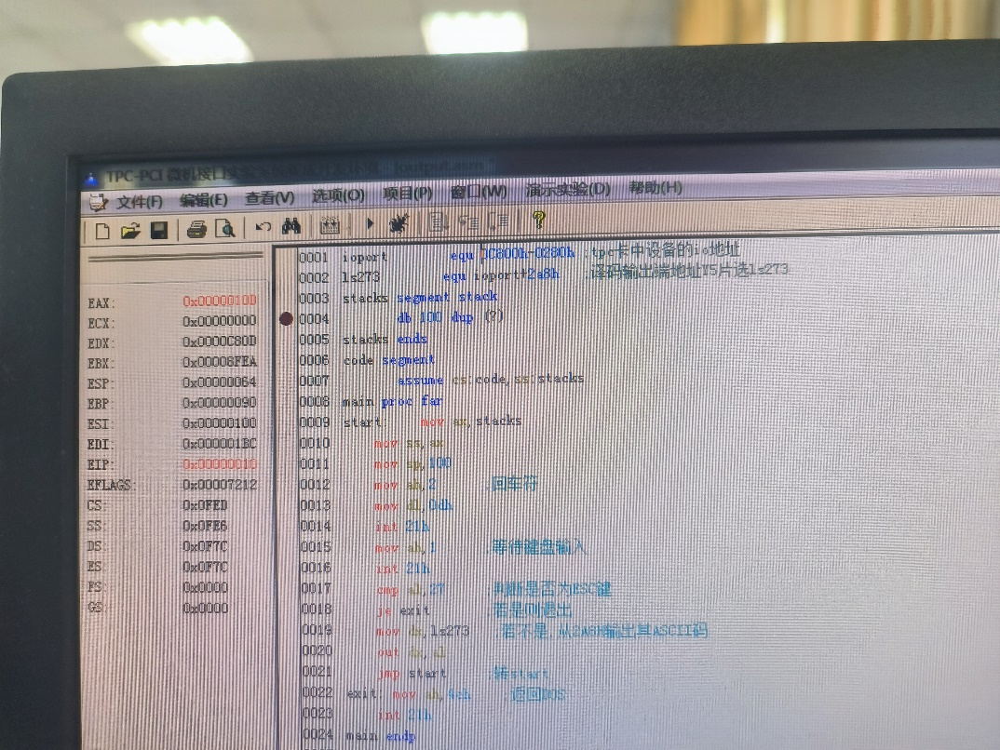 TPC-PCI 微机接口 output.asm
文件(F) 编辑(E) 查看(V) 选项(O) 项目(P) 窗口(W) 演示实验(D) 帮助(H)
EAX: 0x0000010D
ECX: 0x00000000
EDX: 0x0000C80D
EBX: 0x00008FEA
ESP: 0x00000064
EBP: 0x00000090
ESI: 0x00000100
EDI: 0x000001BC
EIP: 0x00000010
EFLAGS: 0x00007212
CS: 0x0FED
SS: 0x0FE6
DS: 0x0F7C
ES: 0x0F7C
FS: 0x0000
GS: 0x0000
0001 ioport equ 0C800h-0280h ;tpc卡中设备的io地址
0002 ls273 equ ioport+2a8h ;译码输出端地址Y5片选ls273
0003 stacks segment stack
0004 db 100 dup (?)
0005 stacks ends
0006 code segment
0007 assume cs:code,ss:stacks
0008 main proc far
0009 start: mov ax,stacks
0010 mov ss,ax
0011 mov sp,100
0012 mov ah,2 ;回车符
0013 mov dl,0dh
0014 int 21h
0015 mov ah,1 ;等待键盘输入
0016 int 21h
0017 cmp al,27 ;判断是否为ESC键
0018 je exit ;若是则退出
0019 mov dx,ls273 ;若不是,从2A8H输出其ASCII码
0020 out dx,al
0021 jmp start ;转start
0022 exit: mov ah,4ch ;返回DOS
0023 int 21h
0024 main endp